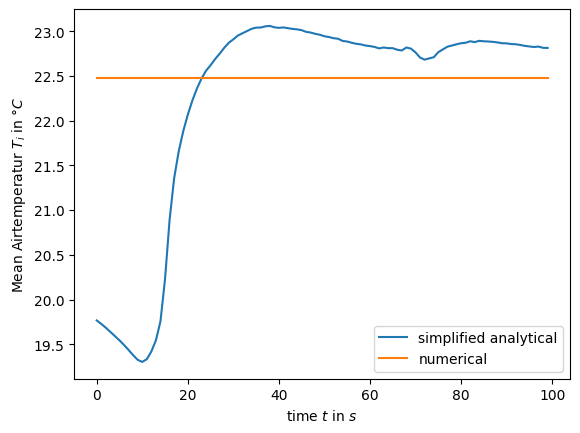 Mean Airtemperatur $T_i$ in °C
23.0
22.5
22.0
21.5
21.0
20.5
20.0
19.5
0 20 40 60 80 100
time t in s
simplified analytical
numerical